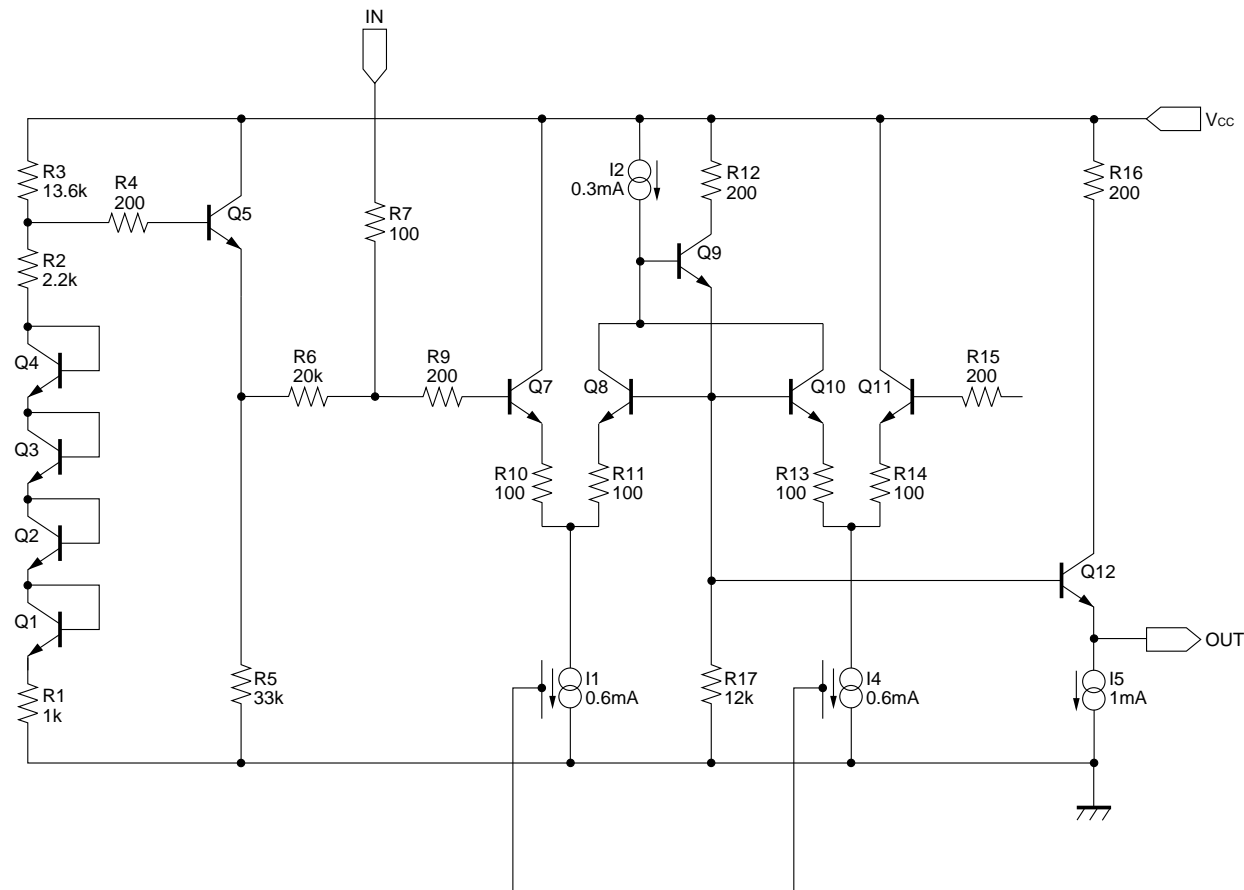 IN
Vcc
R3
13.6k
R4
200
Q5
R7
100
I2
0.3mA
R12
200
R16
200
Q9
R2
2.2k
Q4
R6
20k
R9
200
Q7
Q8
Q10
Q11
R15
200
Q3
R10
100
R11
100
R13
100
R14
100
Q2
Q12
Q1
OUT
R1
1k
R5
33k
I1
0.6mA
R17
12k
I4
0.6mA
I5
1mA